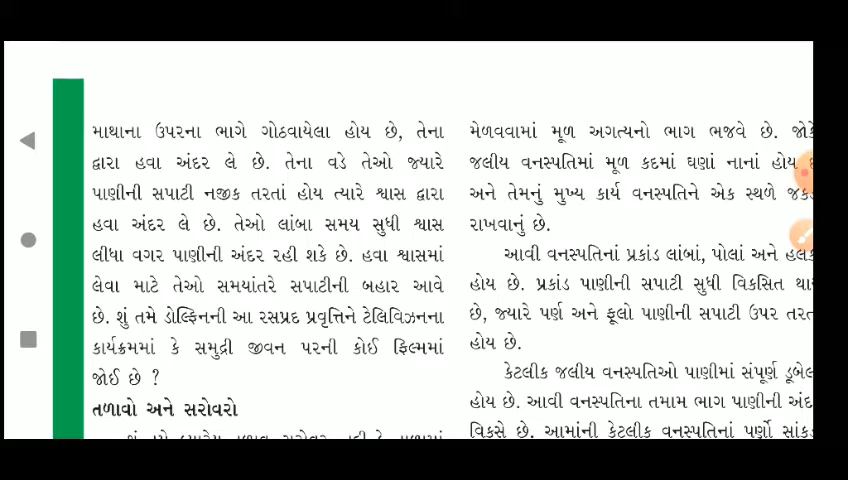 માથાના ઉપરના ભાગે ગોઠવાયેલા હોય છે, તેના
દ્વારા હવા અંદર લે છે. તેના વડે તેઓ જ્યારે
પાણીની સપાટી નજીક તરતાં હોય ત્યારે શ્વાસ દ્વારા
હવા અંદર લે છે. તેઓ લાંબા સમય સુધી શ્વાસ
લીધા વગર પાણીની અંદર રહી શકે છે. હવા શ્વાસમાં
લેવા માટે તેઓ સમયાંતરે સપાટીની બહાર આવે
છે. શું તમે ડોલ્ફિનની આ રસપ્રદ પ્રવૃત્તિને ટેલિવિઝનના
કાર્યક્રમમાં કે સમુદ્રી જીવન પરની કોઈ ફિલ્મમાં
જોઈ છે ?
તળાવો અને સરોવરો
મેળવવામાં મૂળ અગત્યનો ભાગ ભજવે છે.
જલીય વનસ્પતિમાં મૂળ કદમાં ઘણાં નાનાં હોય
અને તેમનું મુખ્ય કાર્ય વનસ્પતિને એક સ્થળે
રાખવાનું છે.
આવી વનસ્પતિનાં પ્રકાંડ લાંબાં, પોલાં અને
હોય છે. પ્રકાંડ પાણીની સપાટી સુધી વિકસિત
છે, જ્યારે પર્ણ અને ફૂલો પાણીની સપાટી ઉપર
હોય છે.
કેટલીક જલીય વનસ્પતિઓ પાણીમાં સંપૂર્ણ
હોય છે. આવી વનસ્પતિના તમામ ભાગ પાણીની
વિકસે છે. આમાંની કેટલીક વનસ્પતિનાં પર્ણો